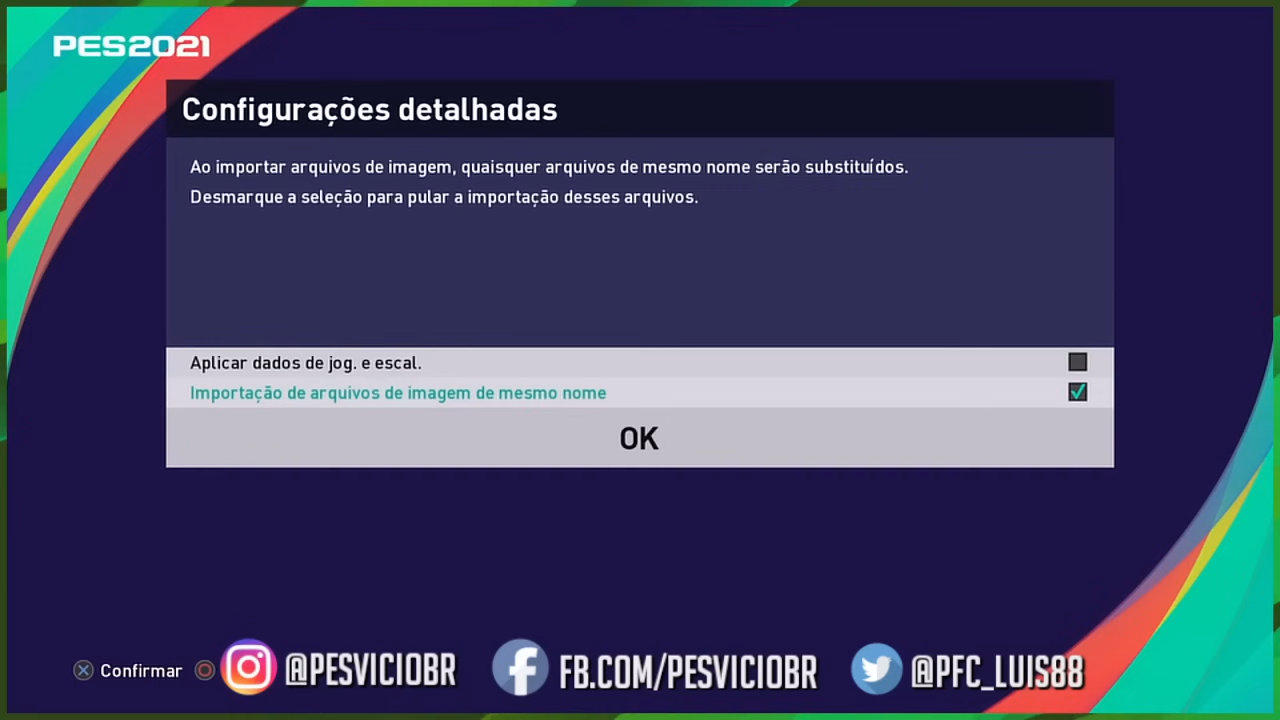 PES2021
Configurações detalhadas
Ao importar arquivos de imagem, quaisquer arquivos de mesmo nome serão substituídos.
Desmarque a seleção para pular a importação desses arquivos.
Aplicar dados de jog. e escal.
Importação de arquivos de imagem de mesmo nome
OK
Confirmar @PESVICIOBR FB.COM/PESVICIOBR @PFC_LUIS88